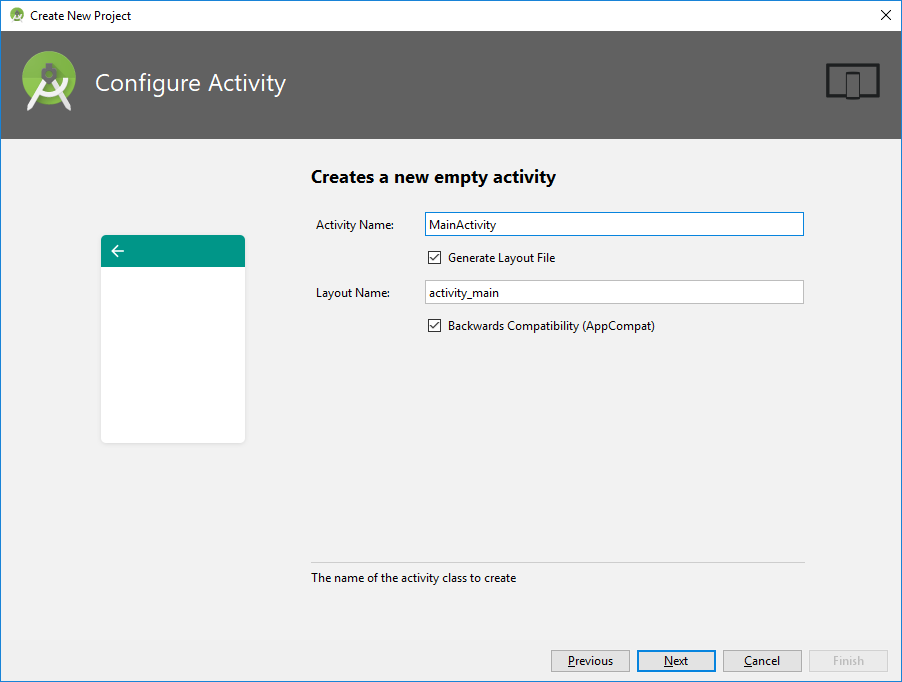 Create New Project
Configure Activity
Creates a new empty activity
Activity Name: MainActivity
Generate Layout File
Layout Name: activity_main
Backwards Compatibility (AppCompat)
The name of the activity class to create
Previous Next Cancel Finish